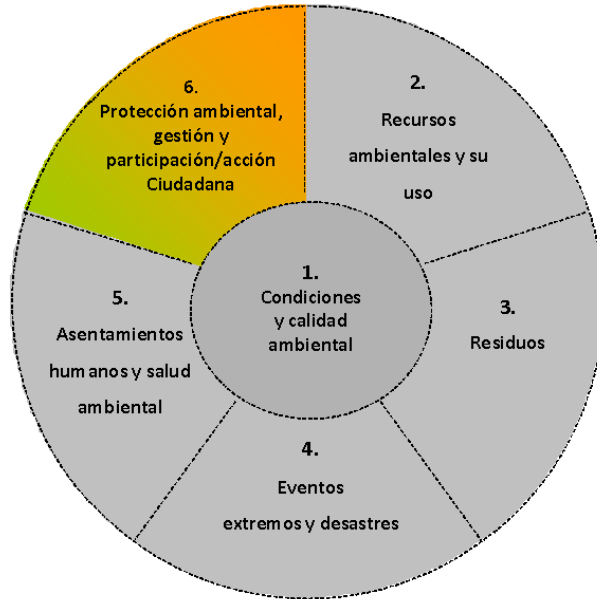 6.
Protección ambiental,
gestión y
participación/acción
Ciudadana
2.
Recursos
ambientales y su
uso
1.
Condiciones
y calidad
ambiental
3.
Residuos
5.
Asentamientos
humanos y salud
ambiental
4.
Eventos
extremos y desastres